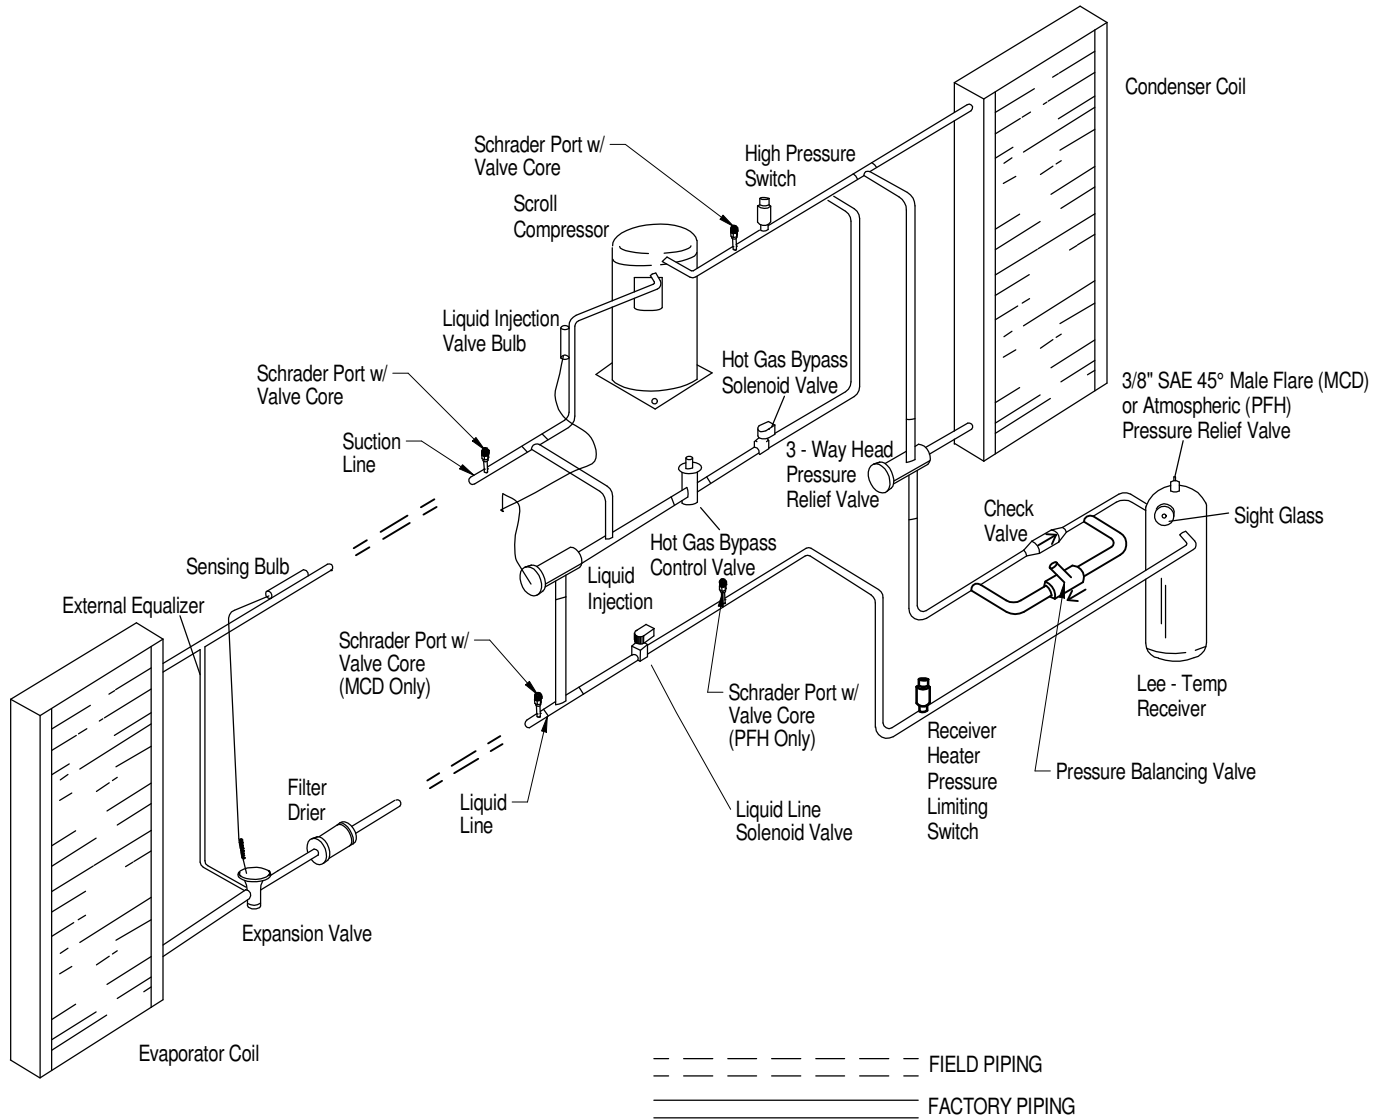 Condenser Coil
Schrader Port w/
Valve Core
High Pressure
Switch
Scroll
Compressor
Liquid Injection
Valve Bulb
Hot Gas Bypass
Solenoid Valve
Schrader Port w/
Valve Core
3/8" SAE 45° Male Flare (MCD)
or Atmospheric (PFH)
Pressure Relief Valve
Suction
Line
3 - Way Head
Pressure
Relief Valve
Check
Valve
Sight Glass
Hot Gas Bypass
Control Valve
Sensing Bulb
Liquid
Injection
External Equalizer
Schrader Port w/
Valve Core
(MCD Only)
Schrader Port w/
Valve Core
(PFH Only)
Lee - Temp
Receiver
Receiver
Heater
Pressure
Limiting
Switch
Pressure Balancing Valve
Filter
Drier
Liquid
Line
Liquid Line
Solenoid Valve
Expansion Valve
Evaporator Coil
FIELD PIPING
FACTORY PIPING